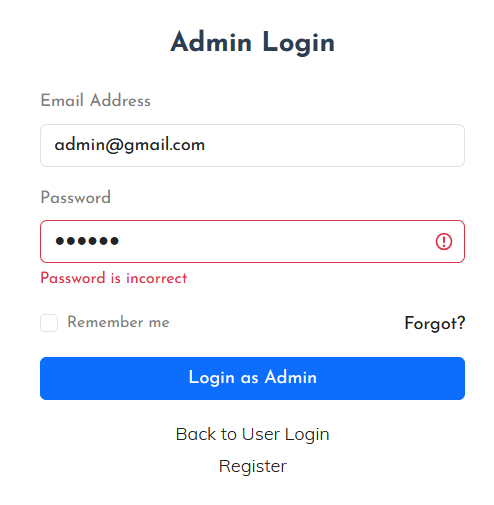 Admin Login
Email Address
admin@gmail.com
Password
••••••
Password is incorrect
Remember me
Forgot?
Login as Admin
Back to User Login
Register